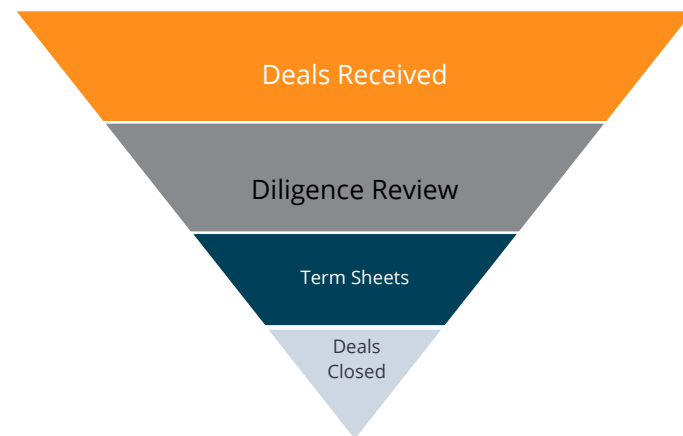 Deals Received
Diligence Review
Term Sheets
Deals
Closed